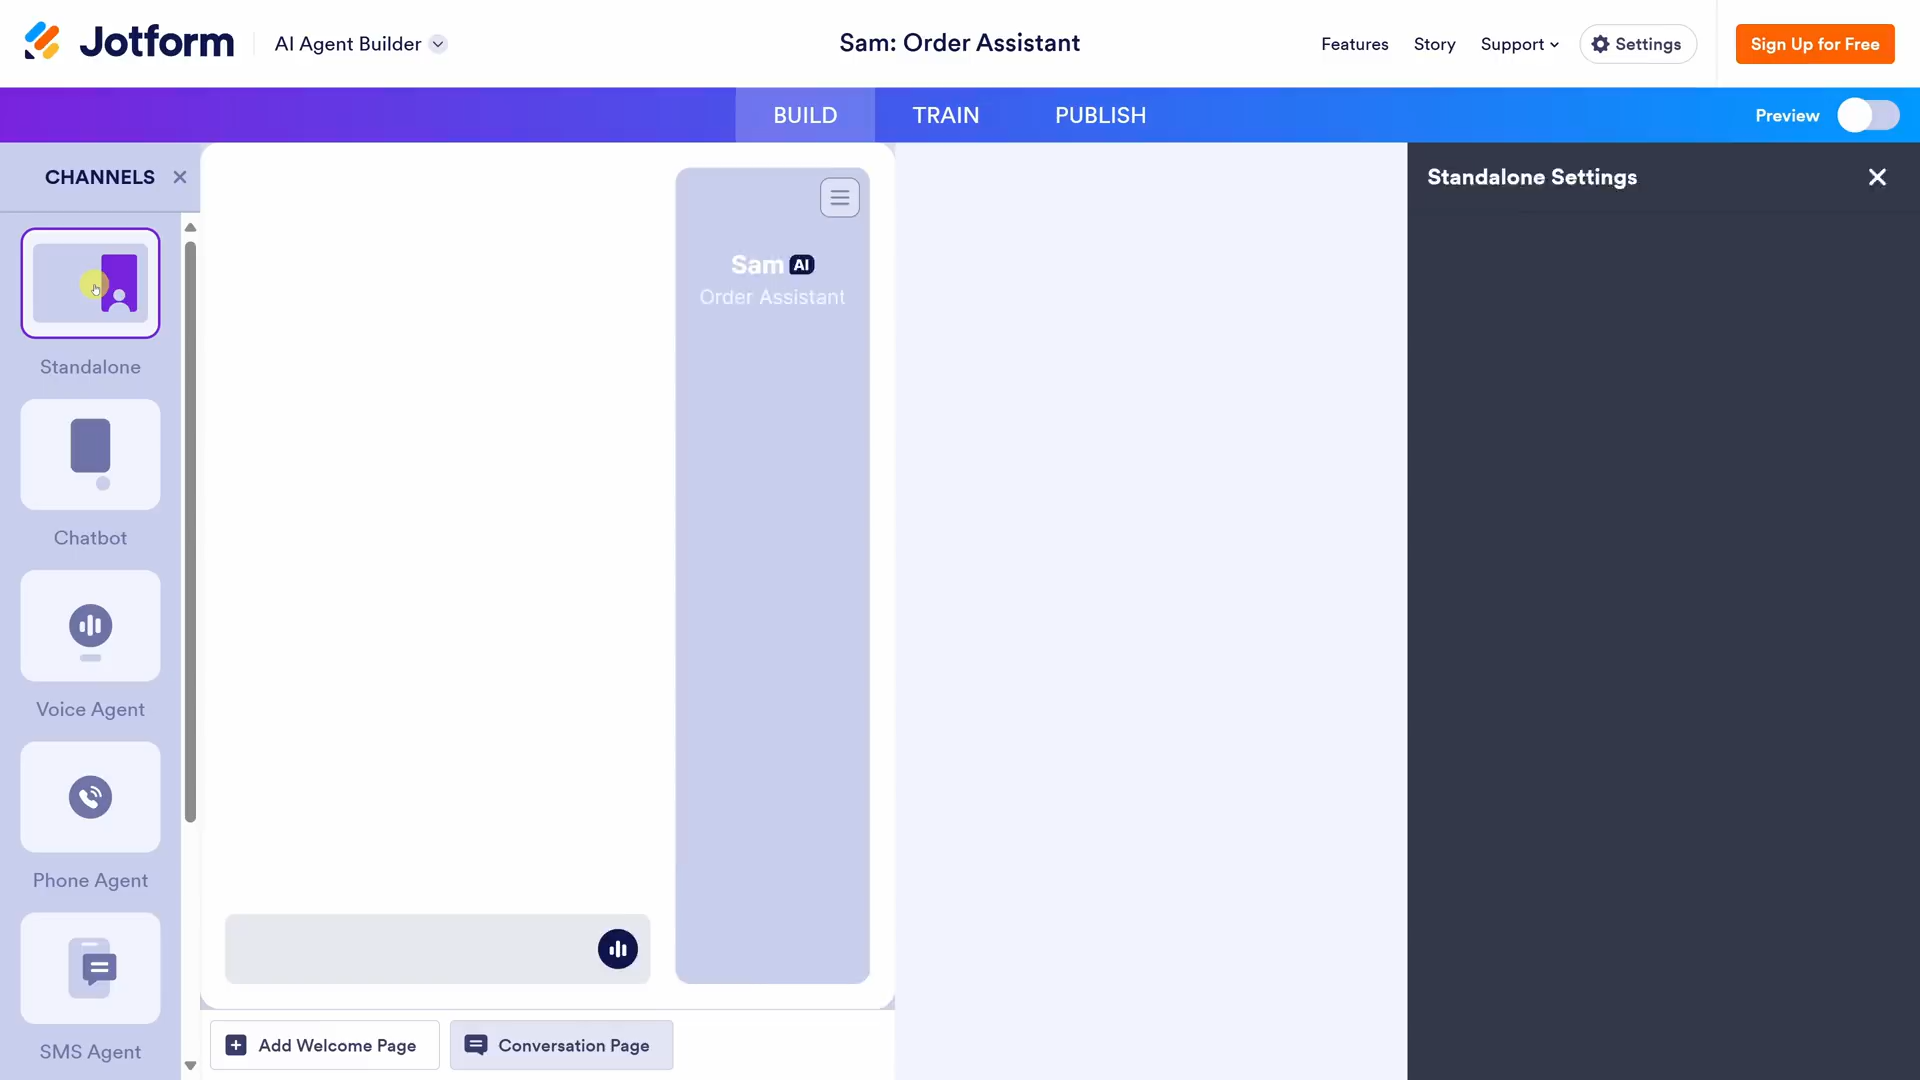 Jotform
AI Agent Builder
Sam: Order Assistant
Features
Story
Support
Settings
Sign Up for Free
BUILD
TRAIN
PUBLISH
Preview
CHANNELS
Standalone
Chatbot
Voice Agent
Phone Agent
SMS Agent
Sam AI
Order Assistant
Add Welcome Page
Conversation Page
Standalone Settings